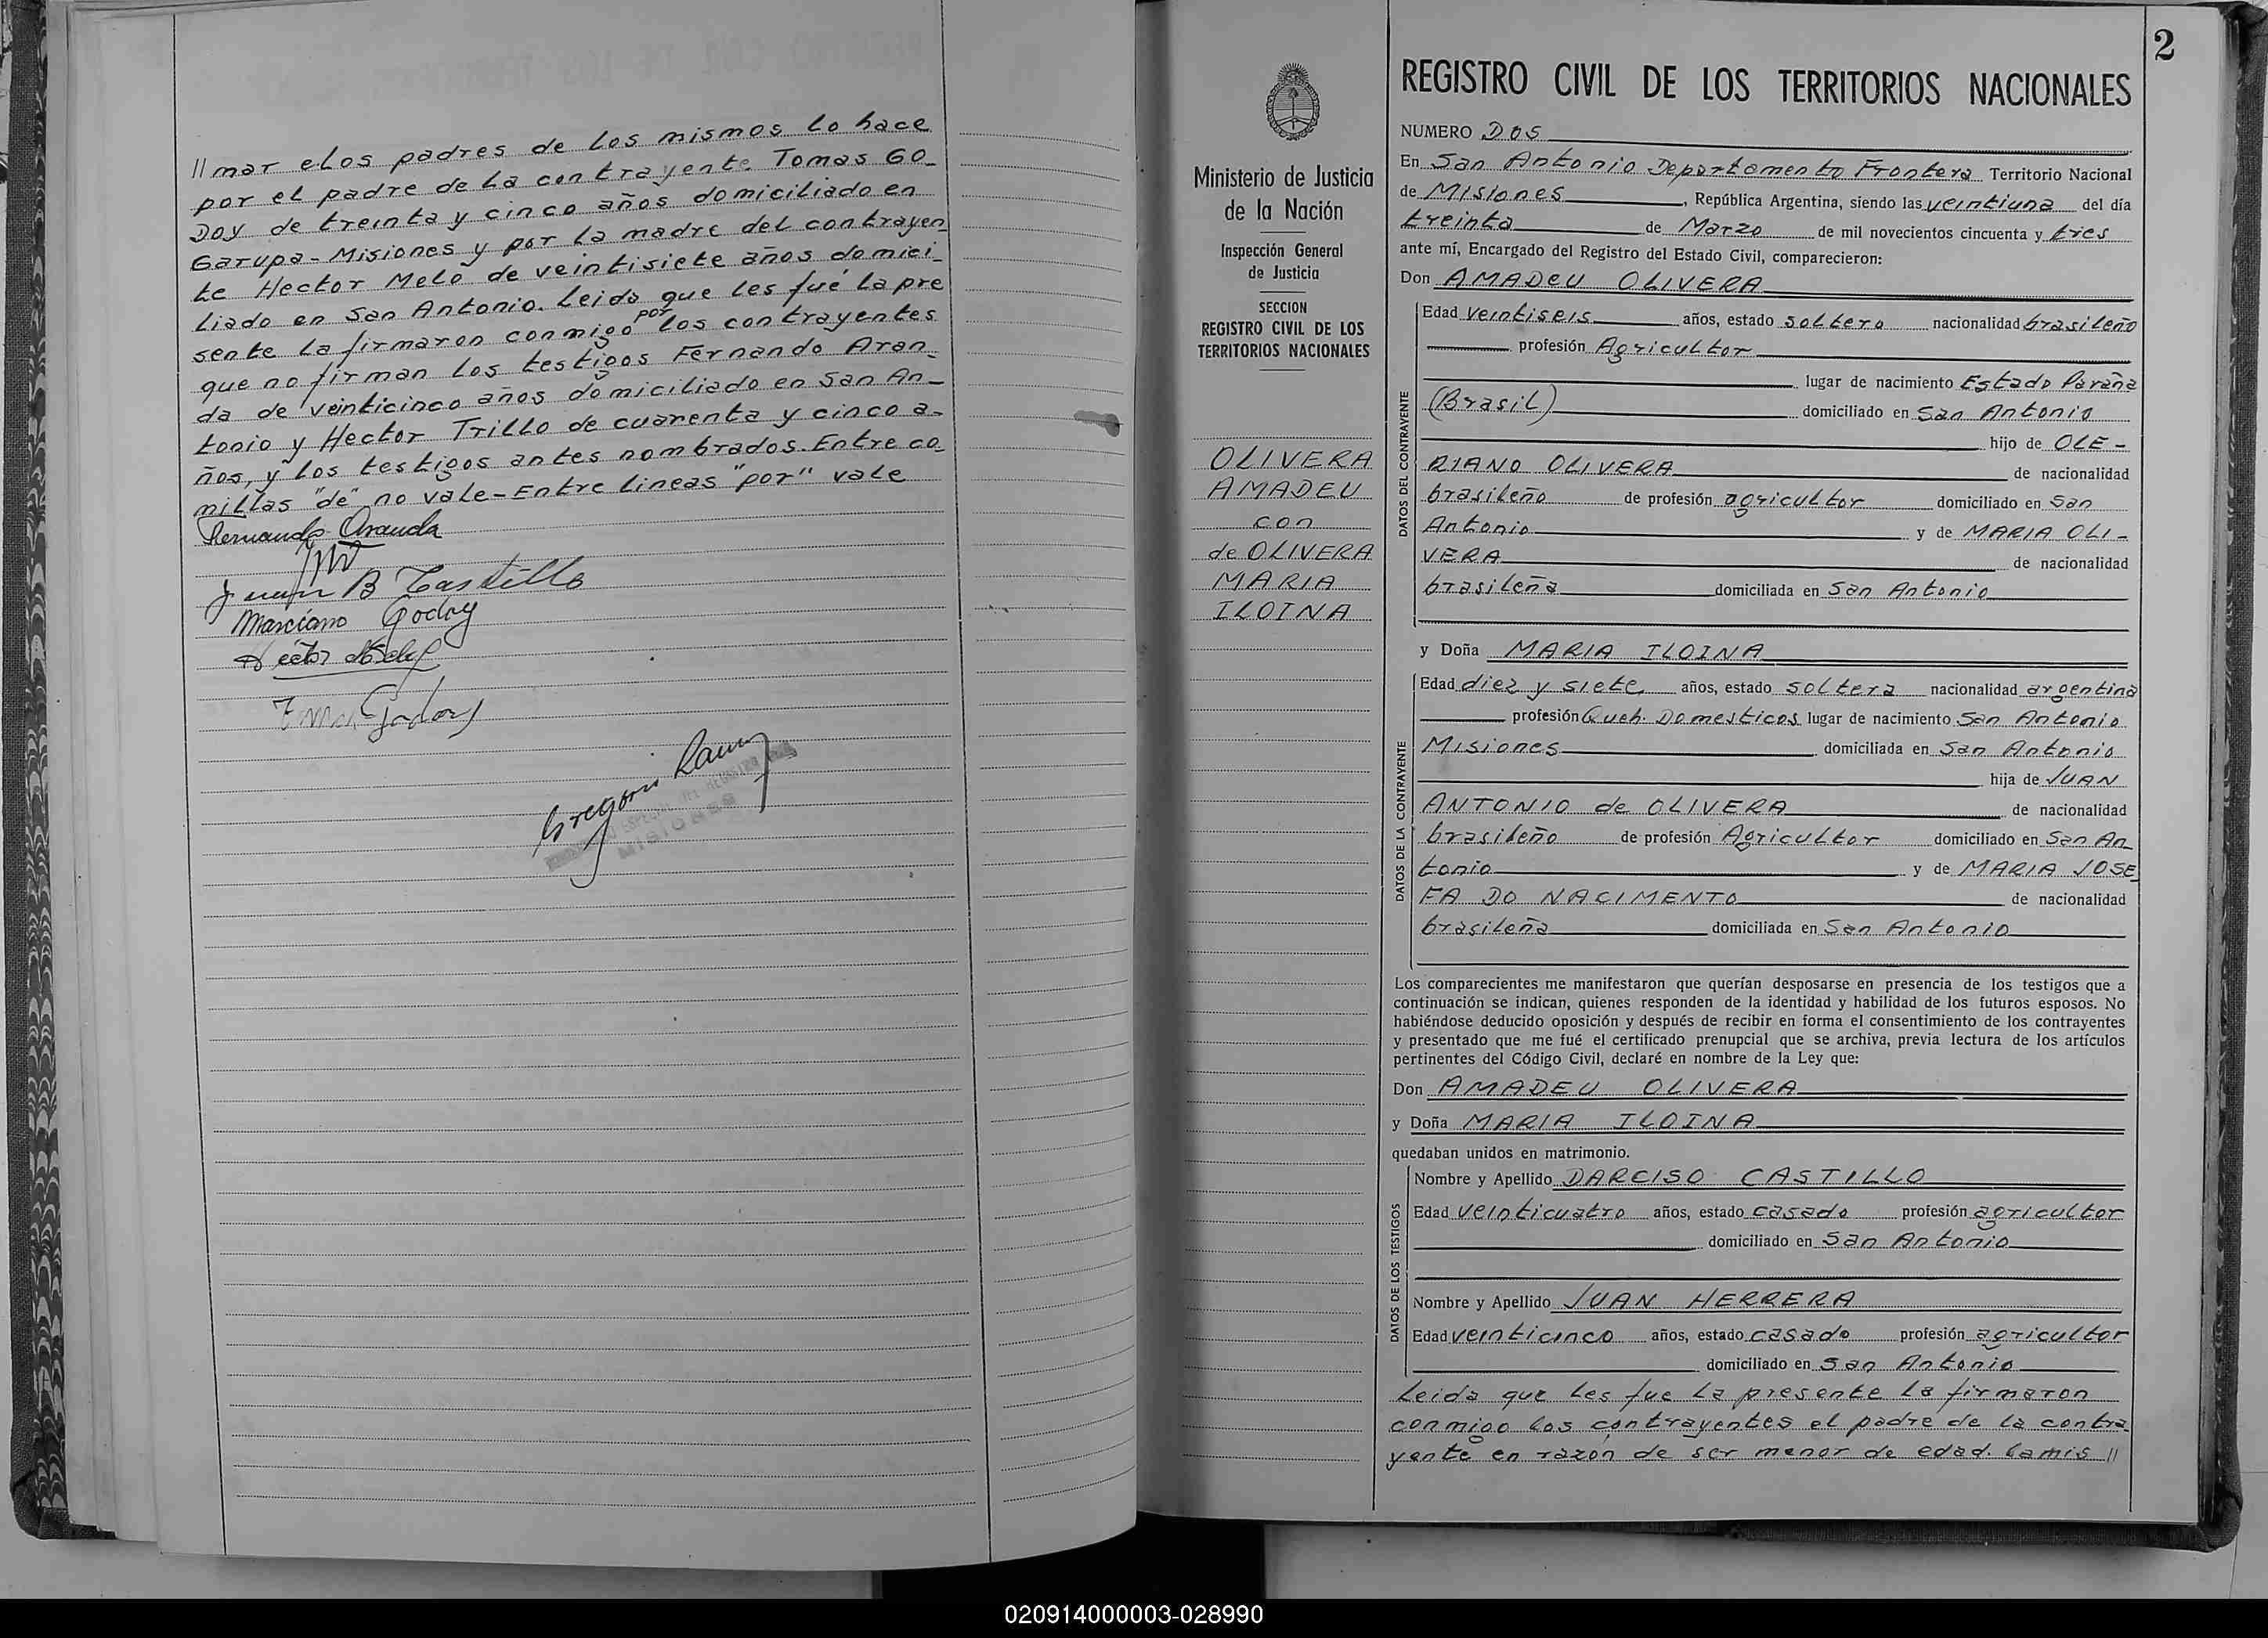 // mar elos padres de los mismos lo hace
por el padre de la contrayente Tomas Go_
Doy de treinta y cinco años domiciliado en
Garupa - Misiones y por la madre del contrayen
te Hector Melo de veintisiete años domici_
liado en San Antonio. Leido que les fué la pre
sente la firmaron conmigo por los contrayentes
que no firman los testigos Fernando Aran_
da de veinticinco años domiciliado en San An_
tonio y Hector Trillo de cuarenta y cinco a_
ños, y los testigos antes nombrados. Entre co_
millas "de" no vale - Entre lineas "por" vale
Fernando Aranda
Juan B Castillo
Marciano Godoy
Hector Melo
Godoy
Gregorio
MISIONES
2
Ministerio de Justicia
de la Nación
Inspección General
de Justicia
SECCION
REGISTRO CIVIL DE LOS
TERRITORIOS NACIONALES
OLIVERA
AMADEU
con
de OLIVERA
MARIA
ILOINA
REGISTRO CIVIL DE LOS TERRITORIOS NACIONALES
NUMERO DOS
En San Antonio Departamento Frontera Territorio Nacional
de Misiones, República Argentina, siendo las veintiuna del día
treinta de Marzo de mil novecientos cincuenta y tres
ante mí, Encargado del Registro del Estado Civil, comparecieron:
Don AMADEU OLIVERA
DATOS DEL CONTRAYENTE
Edad veintiseis años, estado soltero nacionalidad brasileño
profesión Agricultor
lugar de nacimiento Estado Paraña
(Brasil) domiciliado en San Antonio
hijo de OLE-
RIANO OLIVERA de nacionalidad
brasileño de profesión agricultor domiciliado en San
Antonio y de MARIA OLI-
VERA de nacionalidad
brasileña domiciliada en San Antonio
y Doña MARIA ILOINA
DATOS DE LA CONTRAYENTE
Edad diez y siete años, estado soltera nacionalidad argentina
profesión Queh. Domesticos lugar de nacimiento San Antonio
Misiones domiciliada en San Antonio
hija de JUAN
ANTONIO de OLIVERA de nacionalidad
brasileño de profesión Agricultor domiciliado en San An_
tonio y de MARIA JOSE_
FA DO NACIMENTO de nacionalidad
brasileña domiciliada en San Antonio
Los comparecientes me manifestaron que querían desposarse en presencia de los testigos que a
continuación se indican, quienes responden de la identidad y habilidad de los futuros esposos. No
habiéndose deducido oposición y después de recibir en forma el consentimiento de los contrayentes
y presentado que me fué el certificado prenupcial que se archiva, previa lectura de los artículos
pertinentes del Código Civil, declaré en nombre de la Ley que:
Don AMADEU OLIVERA
y Doña MARIA ILOINA
quedaban unidos en matrimonio.
DATOS DE LOS TESTIGOS
Nombre y Apellido DARCISO CASTILLO
Edad veinticuatro años, estado casado profesión agricultor
domiciliado en San Antonio
Nombre y Apellido JUAN HERRERA
Edad veinticinco años, estado casado profesión agricultor
domiciliado en San Antonio
Leida que les fue la presente la firmaron
conmigo los contrayentes el padre de la contra_
yente en razón de ser menor de edad. la mis //
020914000003-028990